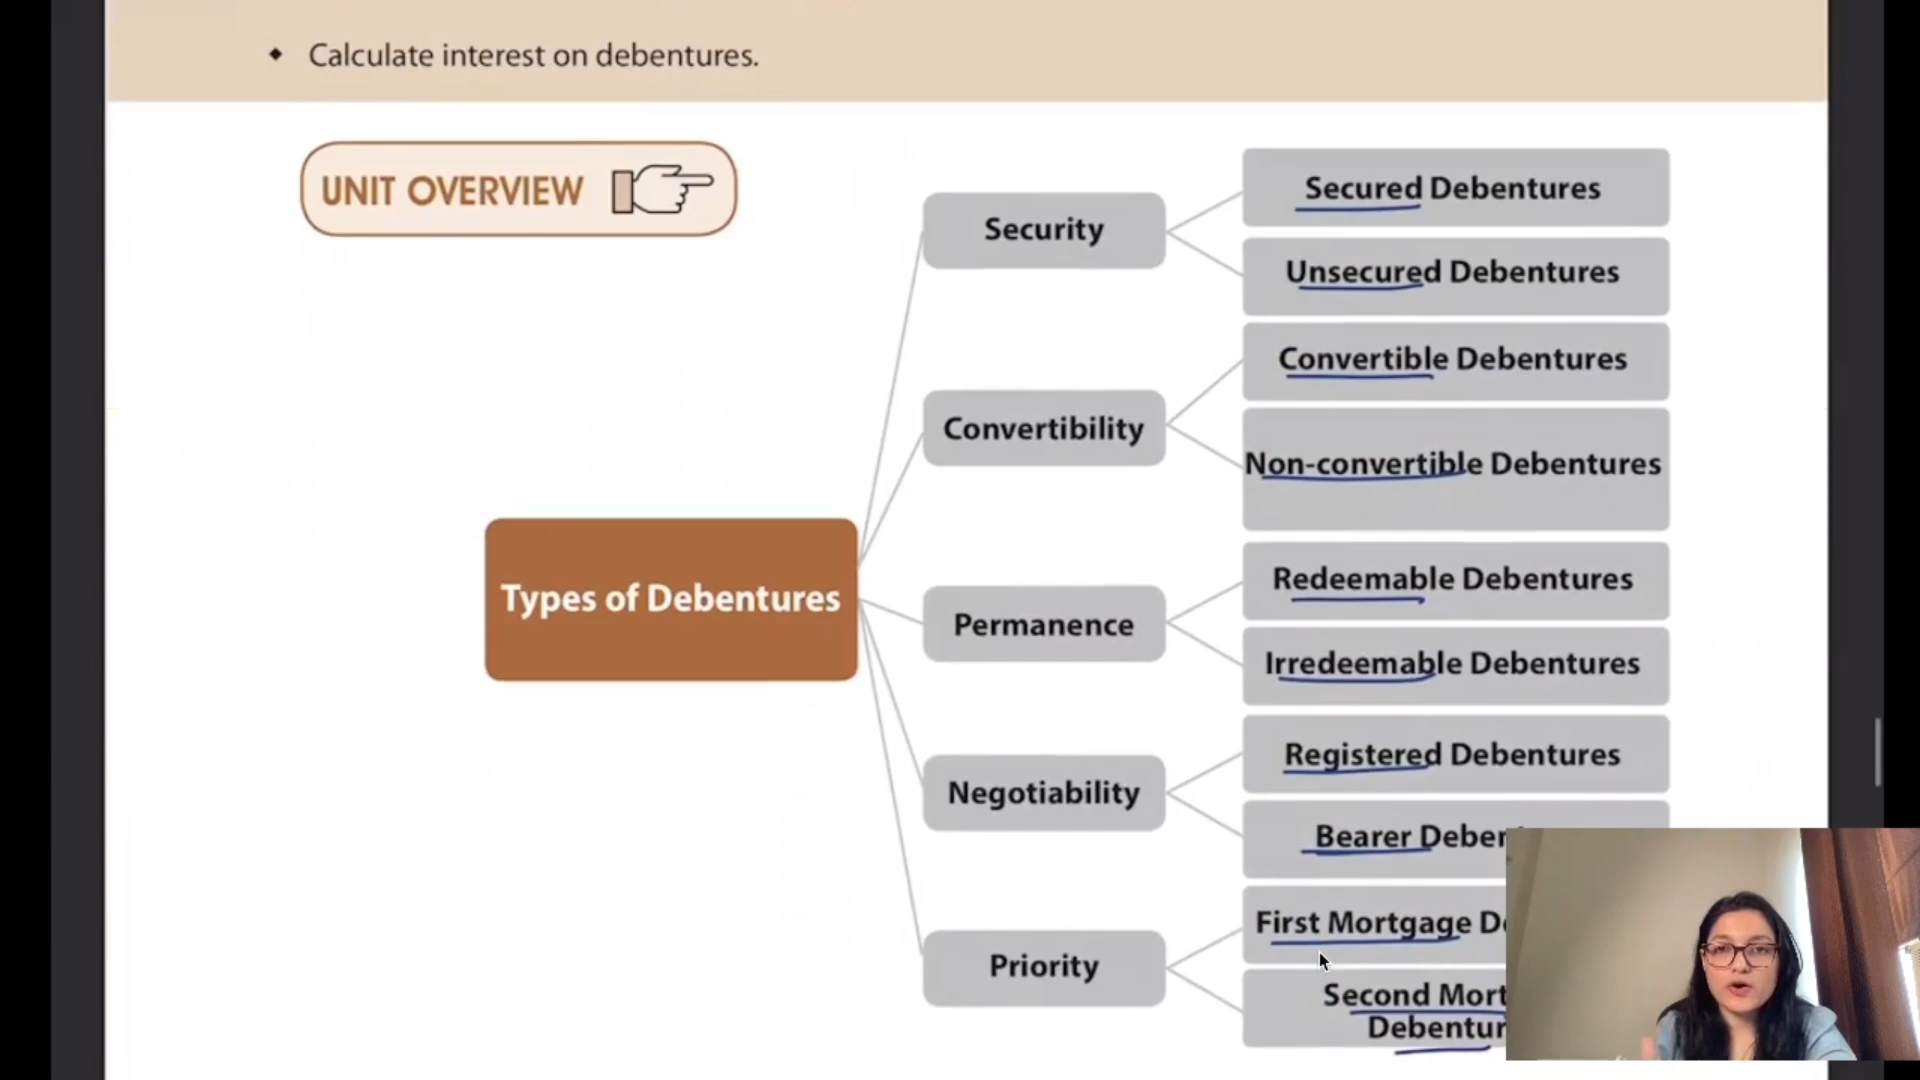 ◆ Calculate interest on debentures.
UNIT OVERVIEW
Types of Debentures
Security
Secured Debentures
Unsecured Debentures
Convertibility
Convertible Debentures
Non-convertible Debentures
Permanence
Redeemable Debentures
Irredeemable Debentures
Negotiability
Registered Debentures
Bearer
Priority
First Mortgage
Second